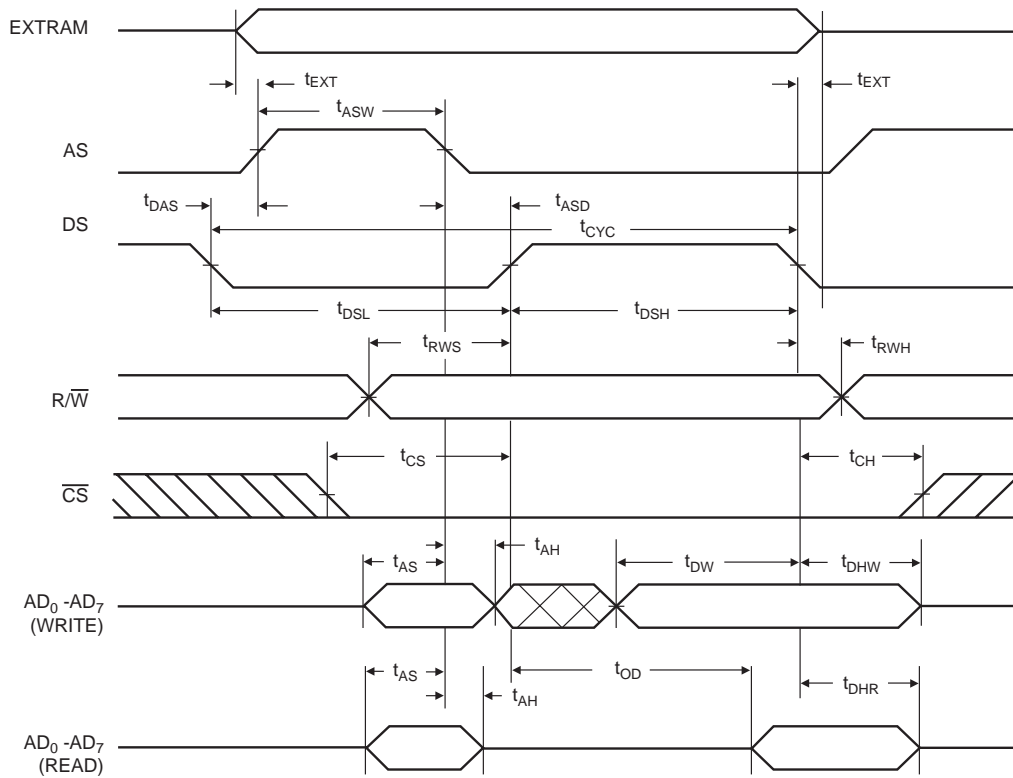 EXTRAM
tEXT
tEXT
tASW
AS
tDAS
tASD
DS
tCYC
tDSL
tDSH
tRWS
tRWH
R/W̅
tCS
tCH
C̅S̅
tAS
tAH
tDW
tDHW
AD0 -AD7
(WRITE)
tAS
tAH
tOD
tDHR
AD0 -AD7
(READ)